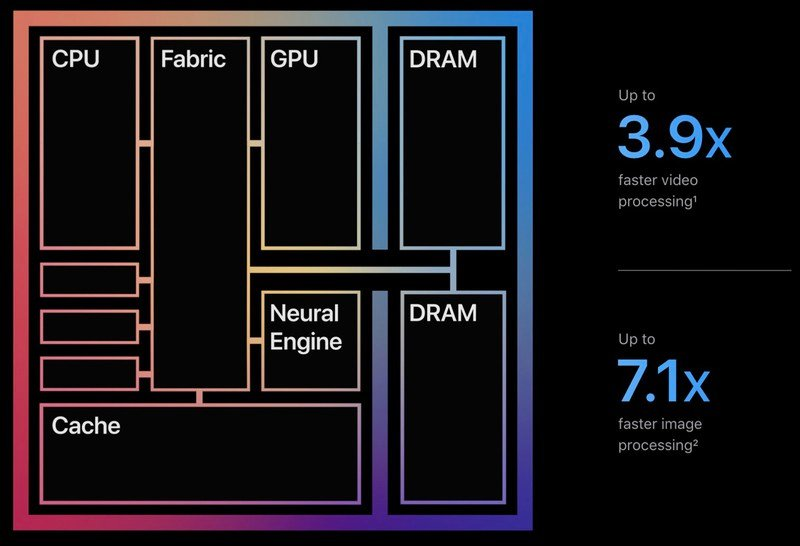 CPU
Fabric
GPU
DRAM
Neural
Engine
DRAM
Cache
Up to
3.9x
faster video
processing¹
Up to
7.1x
faster image
processing²